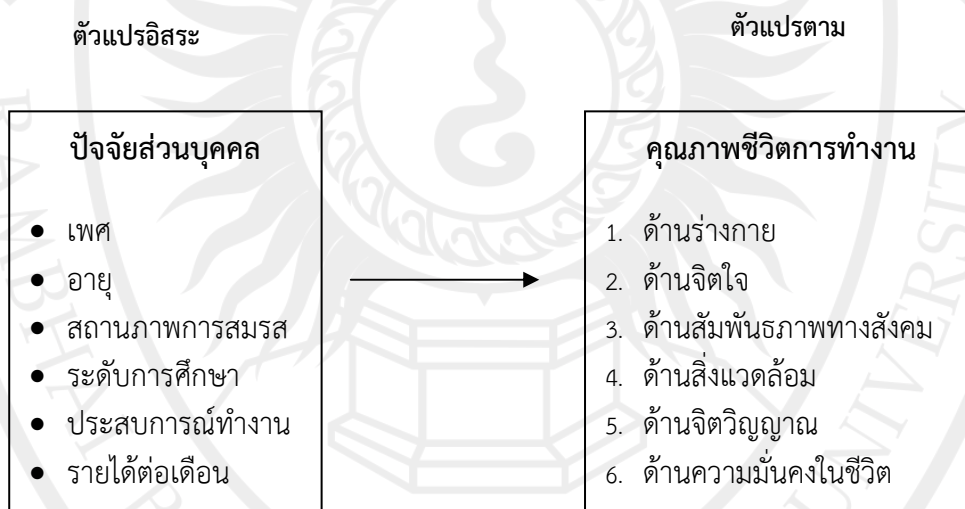 ตัวแปรอิสระ
ตัวแปรตาม
ปัจจัยส่วนบุคคล
● เพศ
● อายุ
● สถานภาพการสมรส
● ระดับการศึกษา
● ประสบการณ์ทำงาน
● รายได้ต่อเดือน
คุณภาพชีวิตการทำงาน
1. ด้านร่างกาย
2. ด้านจิตใจ
3. ด้านสัมพันธภาพทางสังคม
4. ด้านสิ่งแวดล้อม
5. ด้านจิตวิญญาณ
6. ด้านความมั่นคงในชีวิต